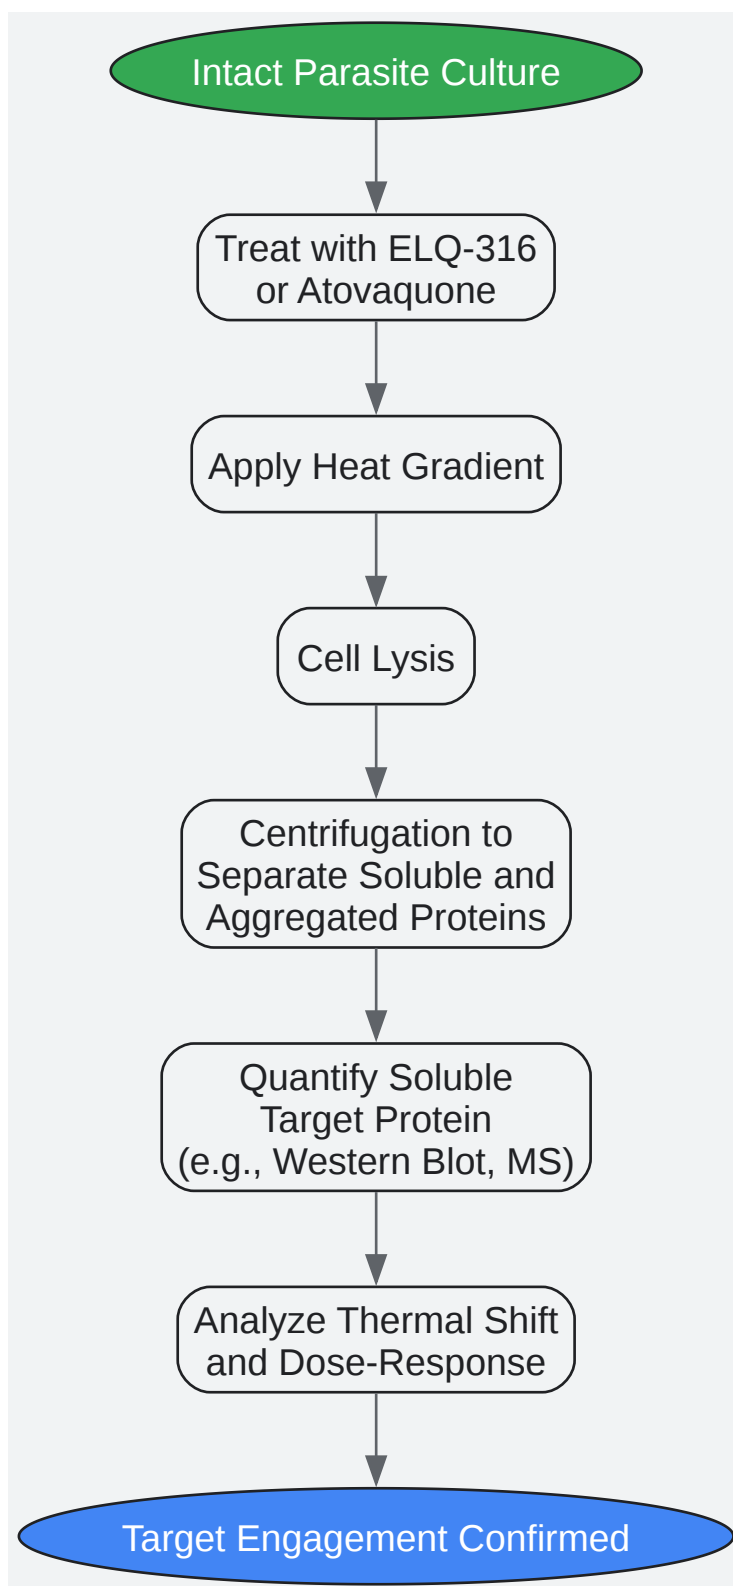 Intact Parasite Culture
Treat with ELQ-316
or Atovaquone
Apply Heat Gradient
Cell Lysis
Centrifugation to
Separate Soluble and
Aggregated Proteins
Quantify Soluble
Target Protein
(e.g., Western Blot, MS)
Analyze Thermal Shift
and Dose-Response
Target Engagement Confirmed